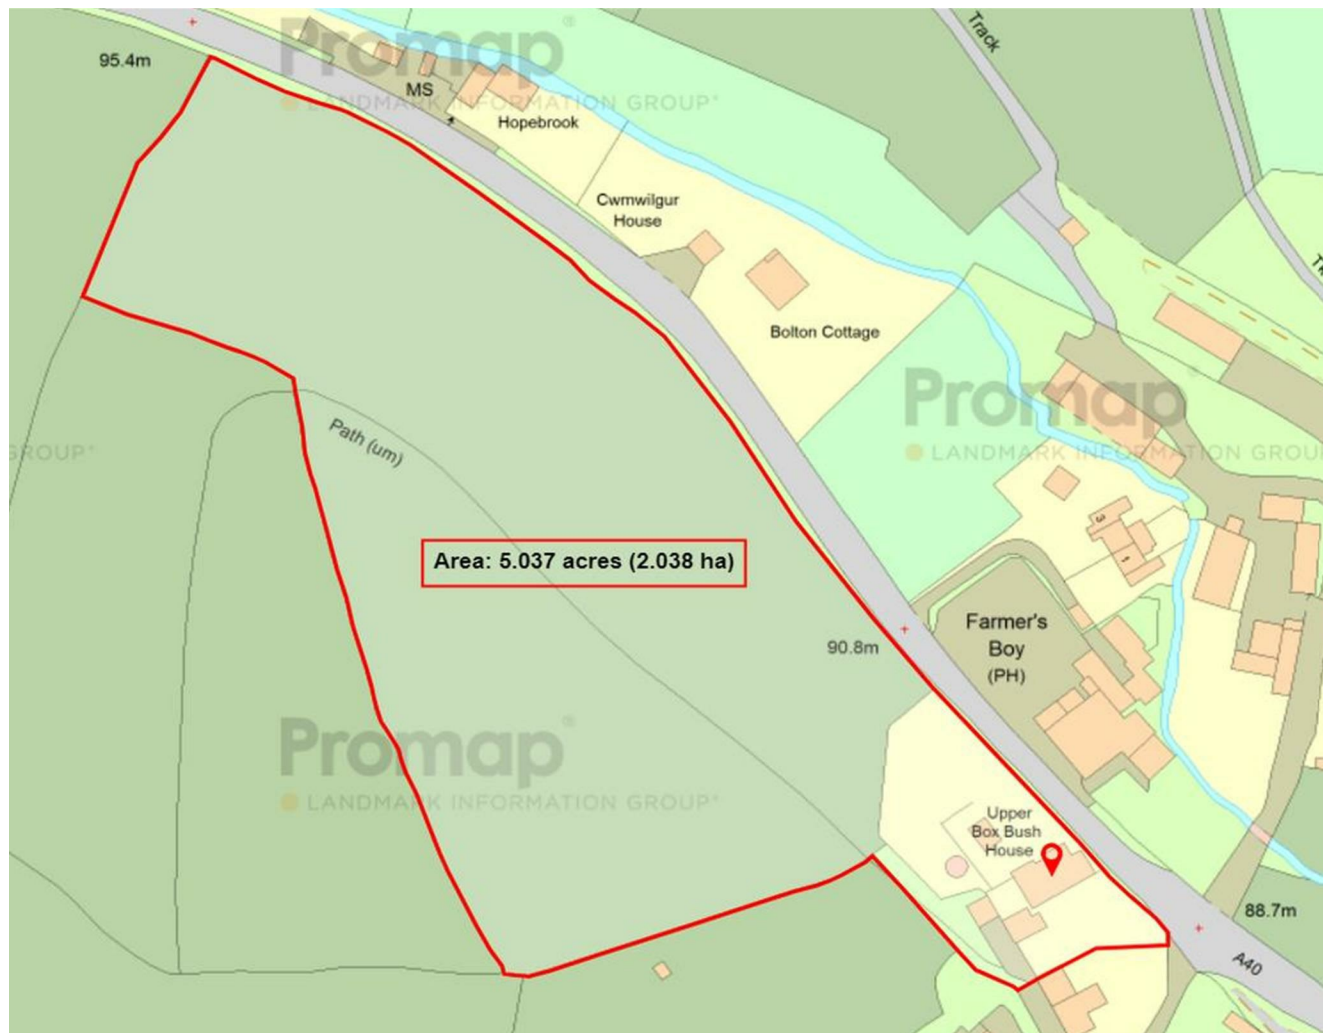 Promap®
LANDMARK INFORMATION GROUP®
95.4m
MS
Hopebrook
Track
Cwmwilgur
House
Bolton Cottage
Promap
LANDMARK INFORMATION GROUP
GROUP®
Path (um)
3
1
Area: 5.037 acres (2.038 ha)
Farmer's
Boy
(PH)
90.8m
Promap®
LANDMARK INFORMATION GROUP®
Upper
Box Bush
House
88.7m
A40